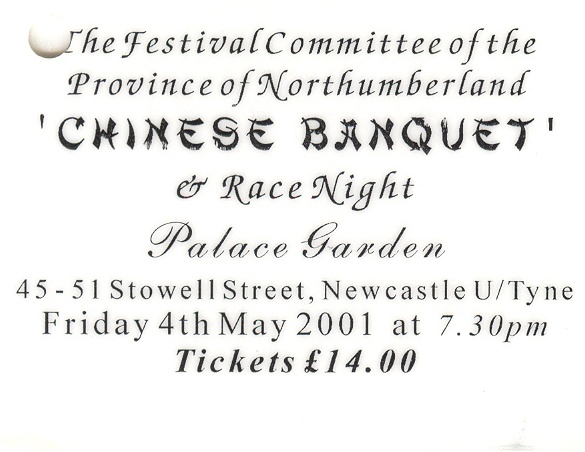 The Festival Committee of the
Province of Northumberland
'CHINESE BANQUET'
& Race Night
Palace Garden
45-51 Stowell Street, Newcastle U/Tyne
Friday 4th May 2001 at 7.30pm
Tickets £14.00